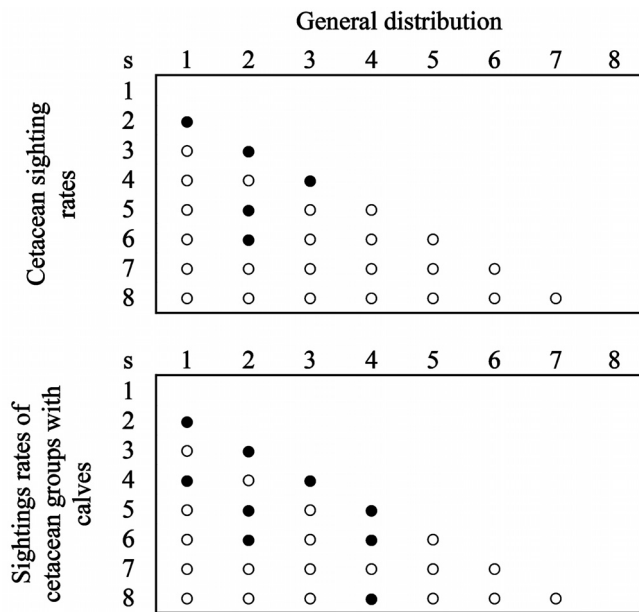 General distribution
s 1 2 3 4 5 6 7 8
Cetacean sighting
rates
1
2
3
4
5
6
7
8
s 1 2 3 4 5 6 7 8
Sightings rates of
cetacean groups with
calves
1
2
3
4
5
6
7
8